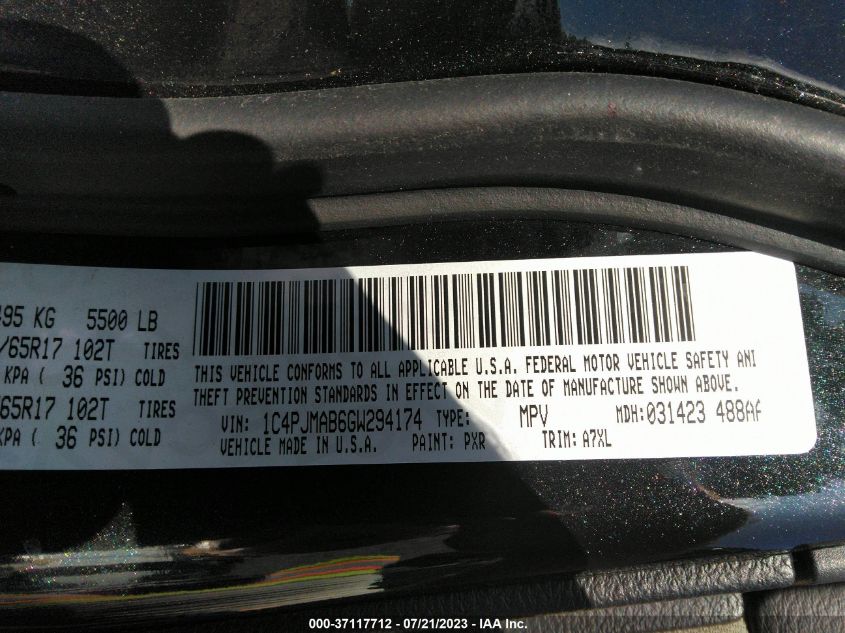 495 KG 5500 LB
/65R17 102T TIRES
KPA ( 36 PSI) COLD
/65R17 102T TIRES
KPA ( 36 PSI) COLD
THIS VEHICLE CONFORMS TO ALL APPLICABLE U.S.A. FEDERAL MOTOR VEHICLE SAFETY AND
THEFT PREVENTION STANDARDS IN EFFECT ON THE DATE OF MANUFACTURE SHOWN ABOVE.
VIN: 1C4PJMAB6GW294174 TYPE: MPV MDH:031423 488AA
VEHICLE MADE IN U.S.A. PAINT: PXR TRIM: A7XL
000-37117712 - 07/21/2023 - IAA Inc.